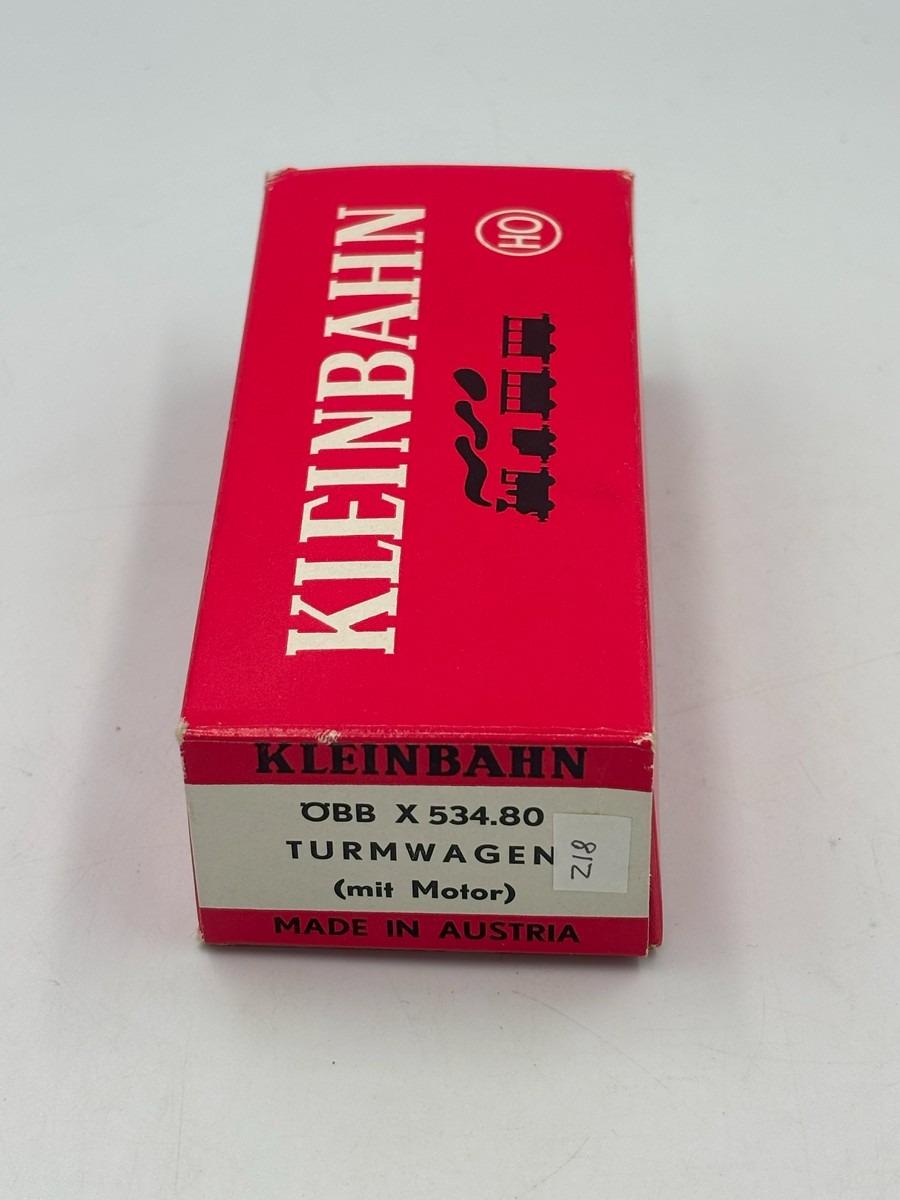 KLEINBAHN
HO
KLEINBAHN
ÖBB X 534.80
TURMWAGEN
(mit Motor)
Z18
MADE IN AUSTRIA